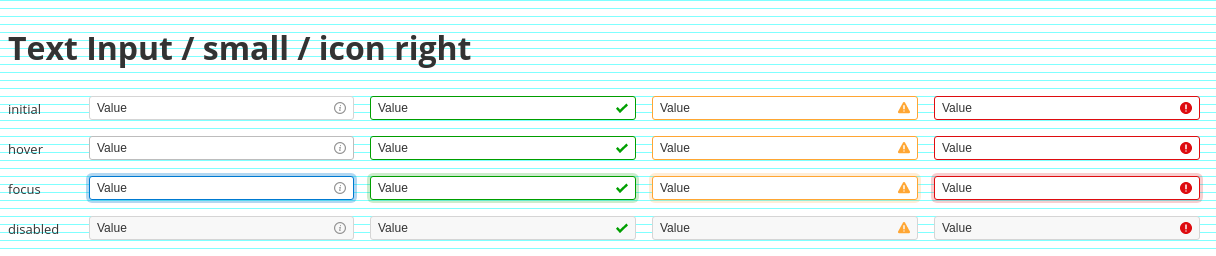 Text Input / small / icon right
initial Value Value Value Value
hover Value Value Value Value
focus Value Value Value Value
disabled Value Value Value Value